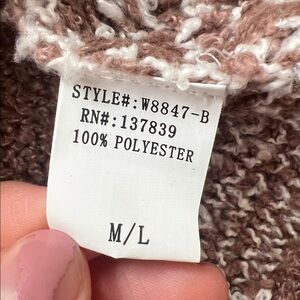 STYLE#:W8847-B
RN#:137839
100% POLYESTER
M/L